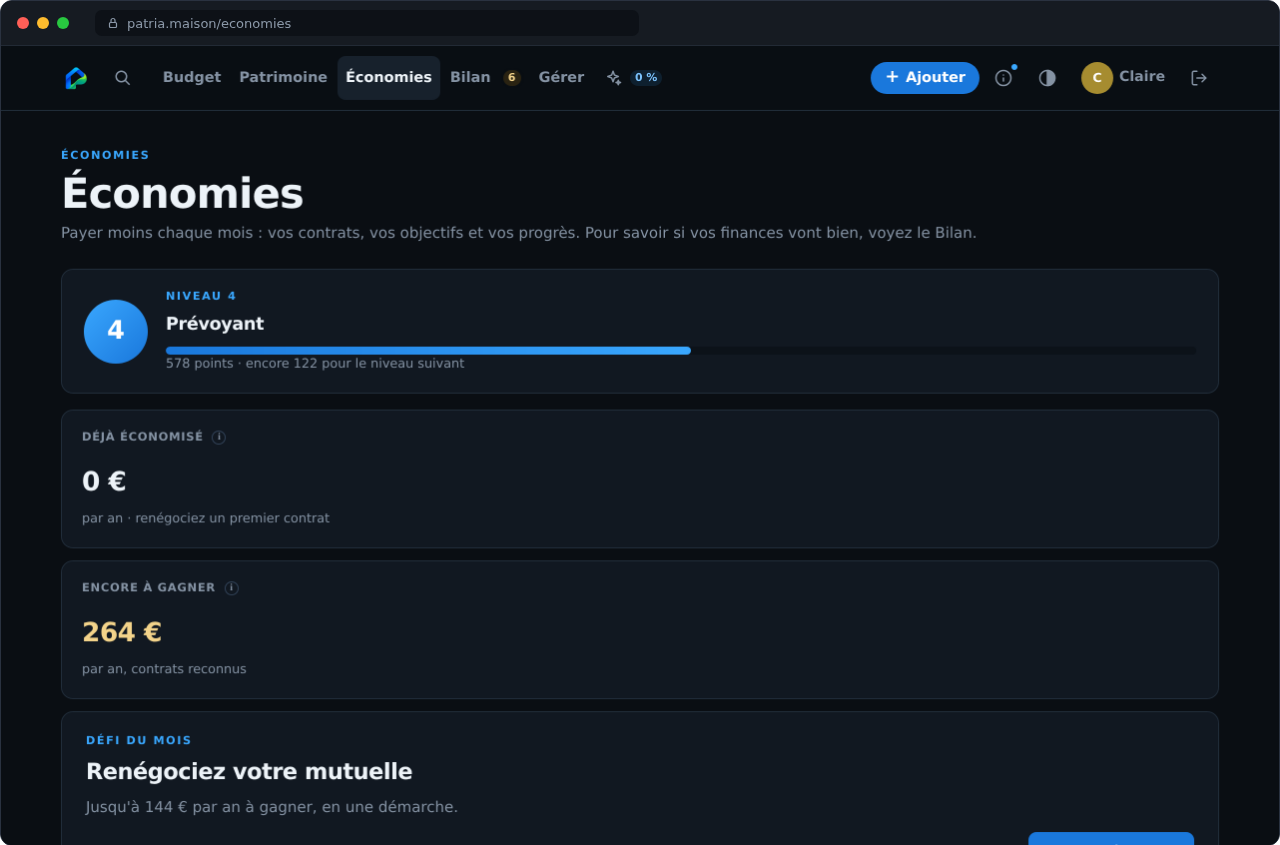 patria.maison/economies
Budget Patrimoine Économies Bilan 6 Gérer 0 % + Ajouter C Claire
ÉCONOMIES
Économies
Payer moins chaque mois : vos contrats, vos objectifs et vos progrès. Pour savoir si vos finances vont bien, voyez le Bilan.
4
NIVEAU 4
Prévoyant
578 points · encore 122 pour le niveau suivant
DÉJÀ ÉCONOMISÉ
0 €
par an · renégociez un premier contrat
ENCORE À GAGNER
264 €
par an, contrats reconnus
DÉFI DU MOIS
Renégociez votre mutuelle
Jusqu'à 144 € par an à gagner, en une démarche.